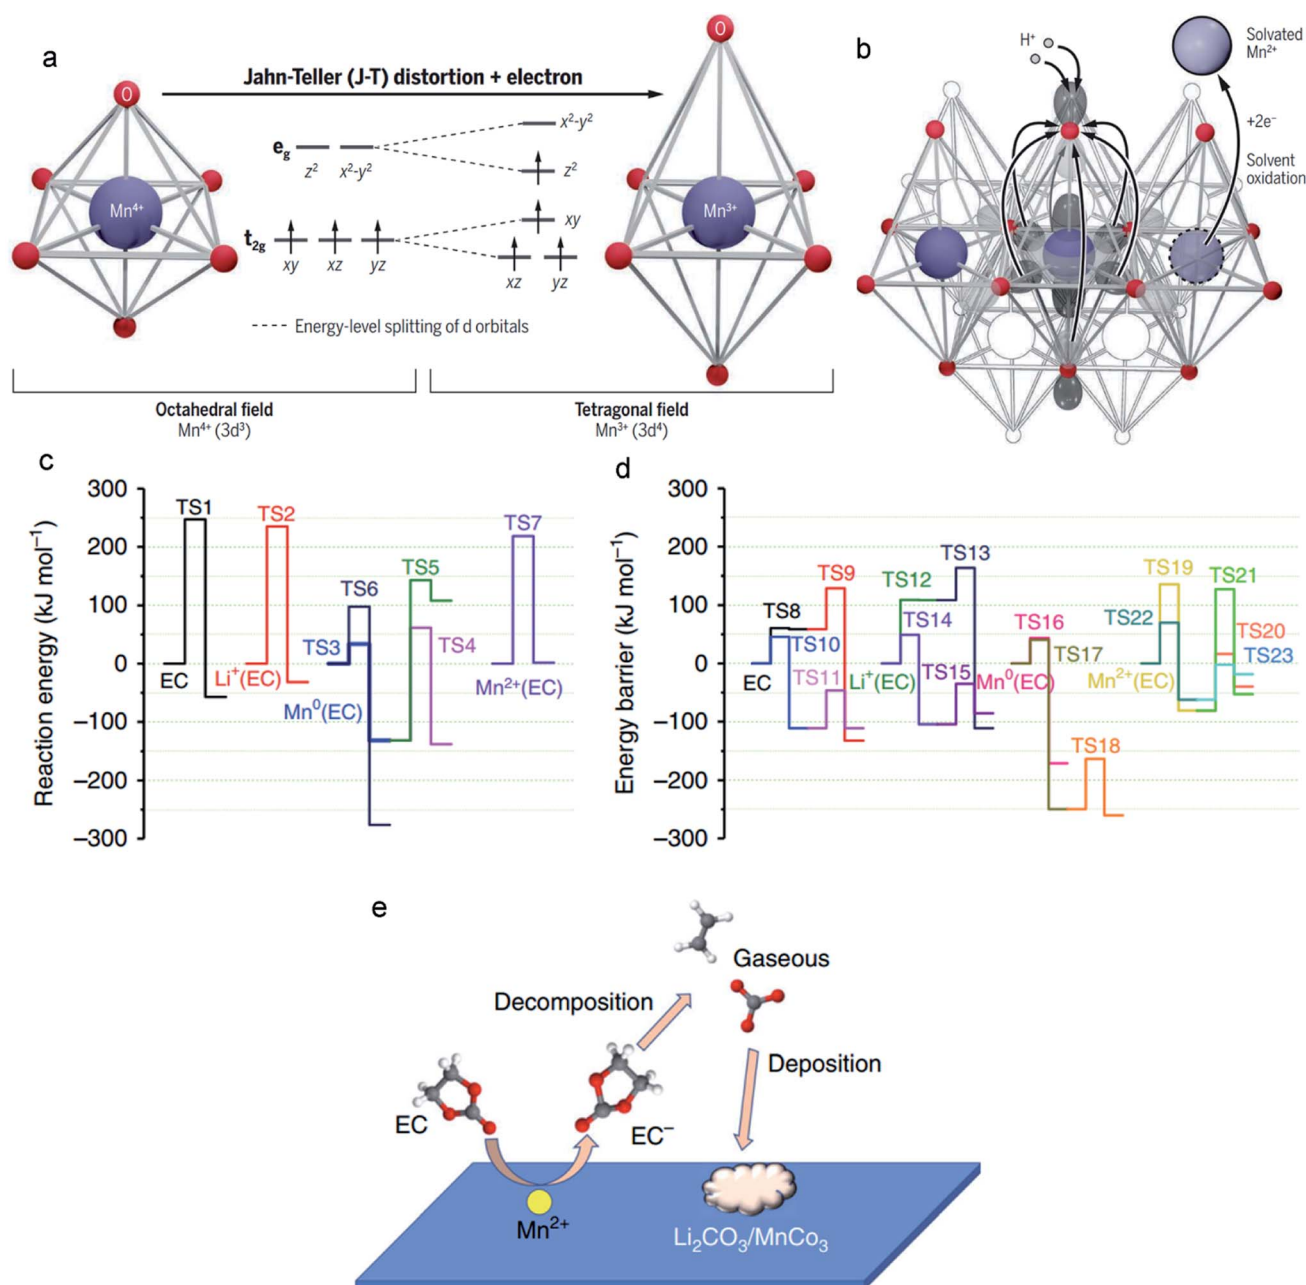 a
Jahn-Teller (J-T) distortion + electron
O
O
Mn⁴⁺
Mn³⁺
e_g
z² x²-y²
x²-y²
z²
t_2g
xy xz yz
xy
xz yz
---- Energy-level splitting of d orbitals
Octahedral field
Mn⁴⁺ (3d³)
Tetragonal field
Mn³⁺ (3d⁴)
b
H⁺
Solvated
Mn²⁺
+2e⁻
Solvent
oxidation
c
Reaction energy (kJ mol⁻¹)
300
200
100
0
−100
−200
−300
TS1
EC
TS2
Li⁺(EC)
TS6
TS3
Mn⁰(EC)
TS5
TS4
TS7
Mn²⁺(EC)
d
Energy barrier (kJ mol⁻¹)
300
200
100
0
−100
−200
−300
TS8
TS9
TS10
EC
TS11
TS12
TS13
TS14
Li⁺(EC)
TS15
TS16
TS17
Mn⁰(EC)
TS18
TS19
TS21
TS22
TS20
TS23
Mn²⁺(EC)
e
Gaseous
Decomposition
Deposition
EC
EC⁻
Mn²⁺
Li₂CO₃/MnCo₃